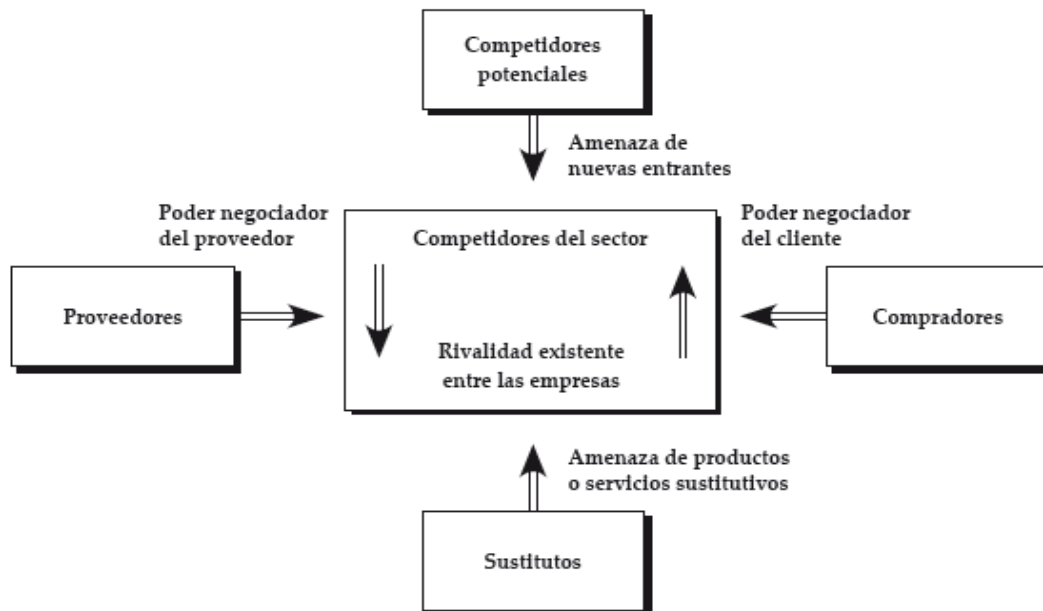 Competidores
potenciales
Amenaza de
nuevas entrantes
Poder negociador
del proveedor
Competidores del sector
Poder negociador
del cliente
Proveedores
Compradores
Rivalidad existente
entre las empresas
Amenaza de productos
o servicios sustitutivos
Sustitutos